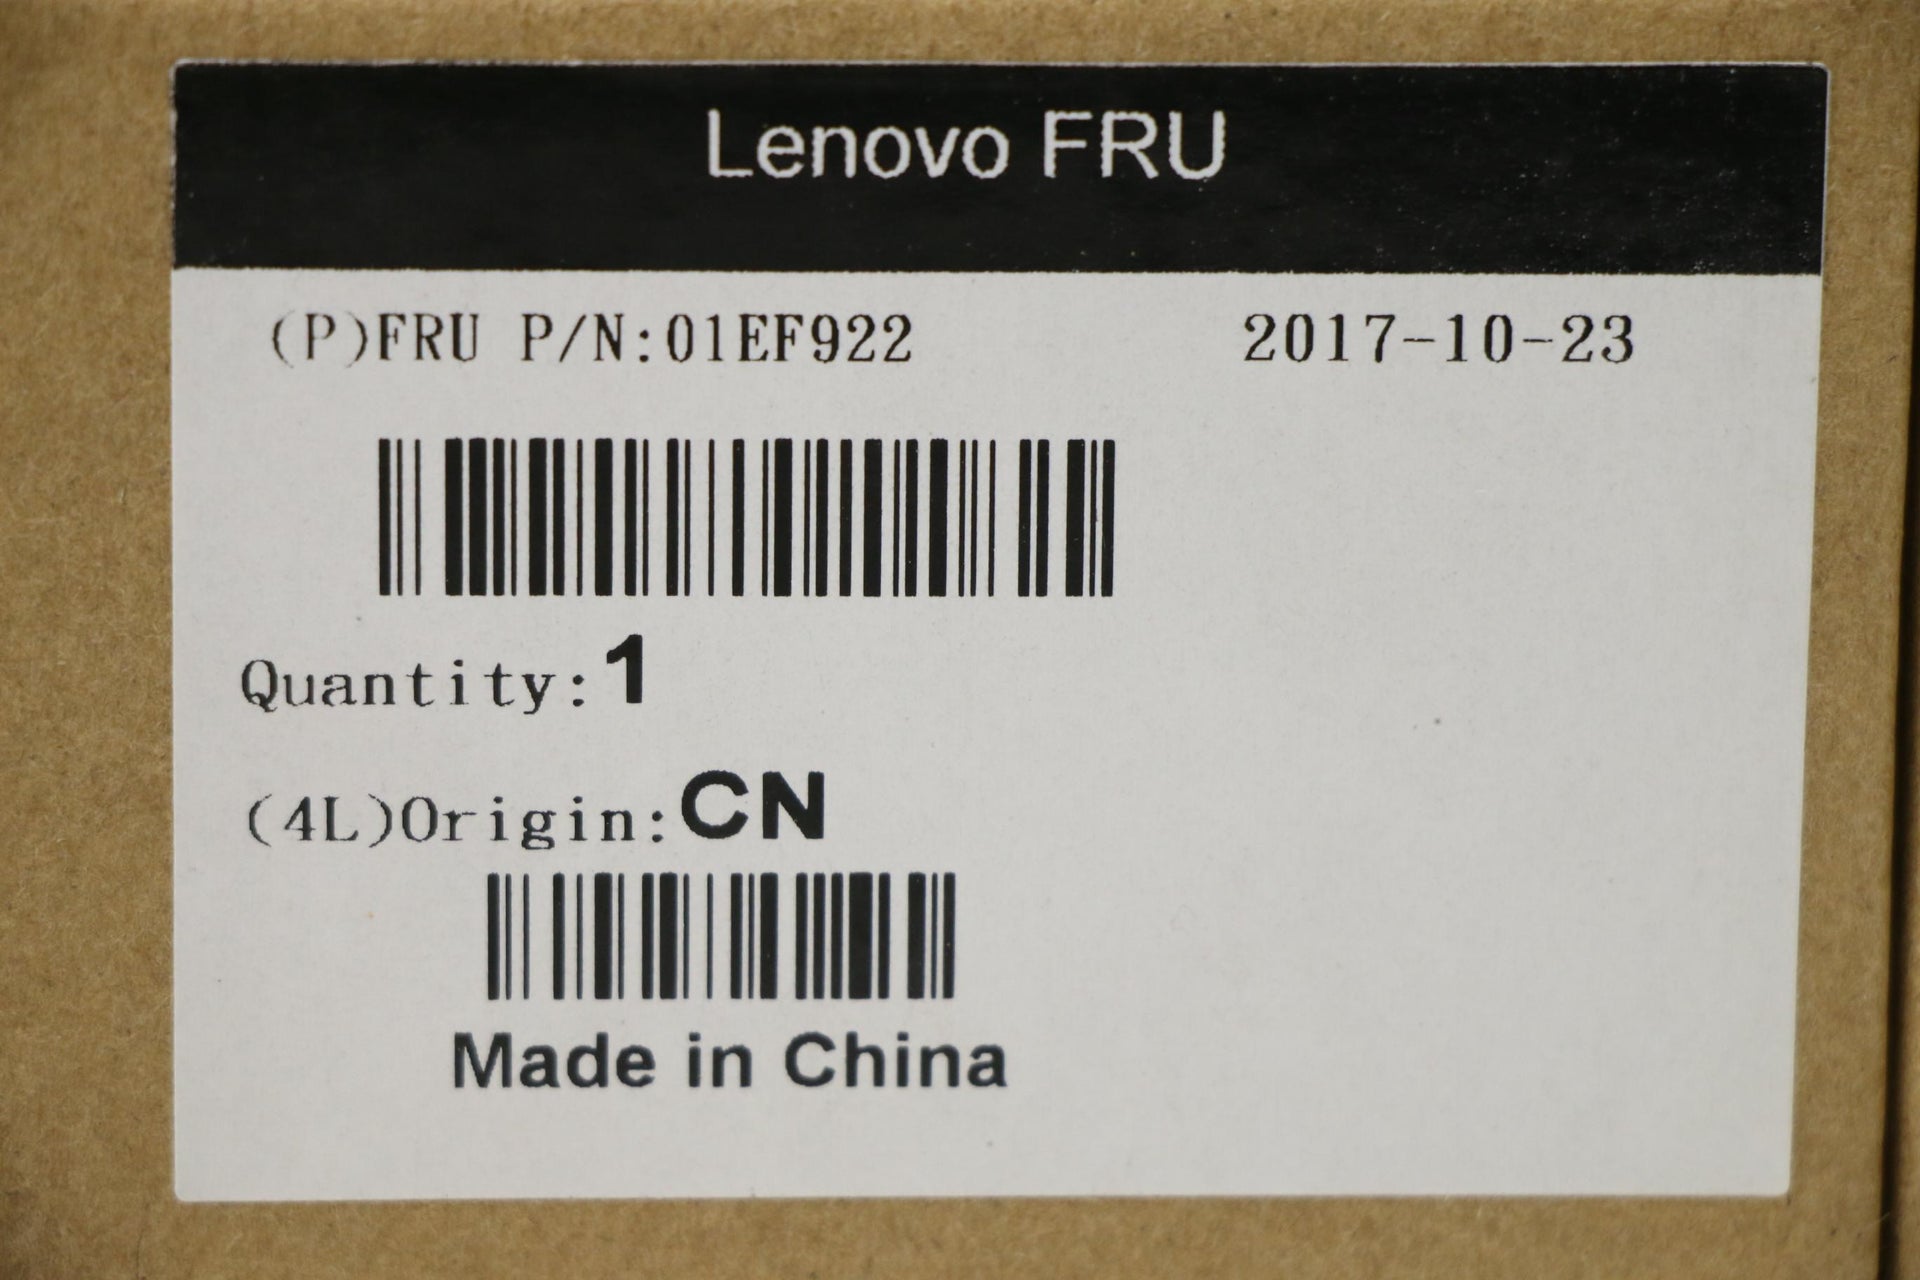 Lenovo FRU
(P)FRU P/N:01EF922 2017-10-23
Quantity:1
(4L)Origin:CN
Made in China